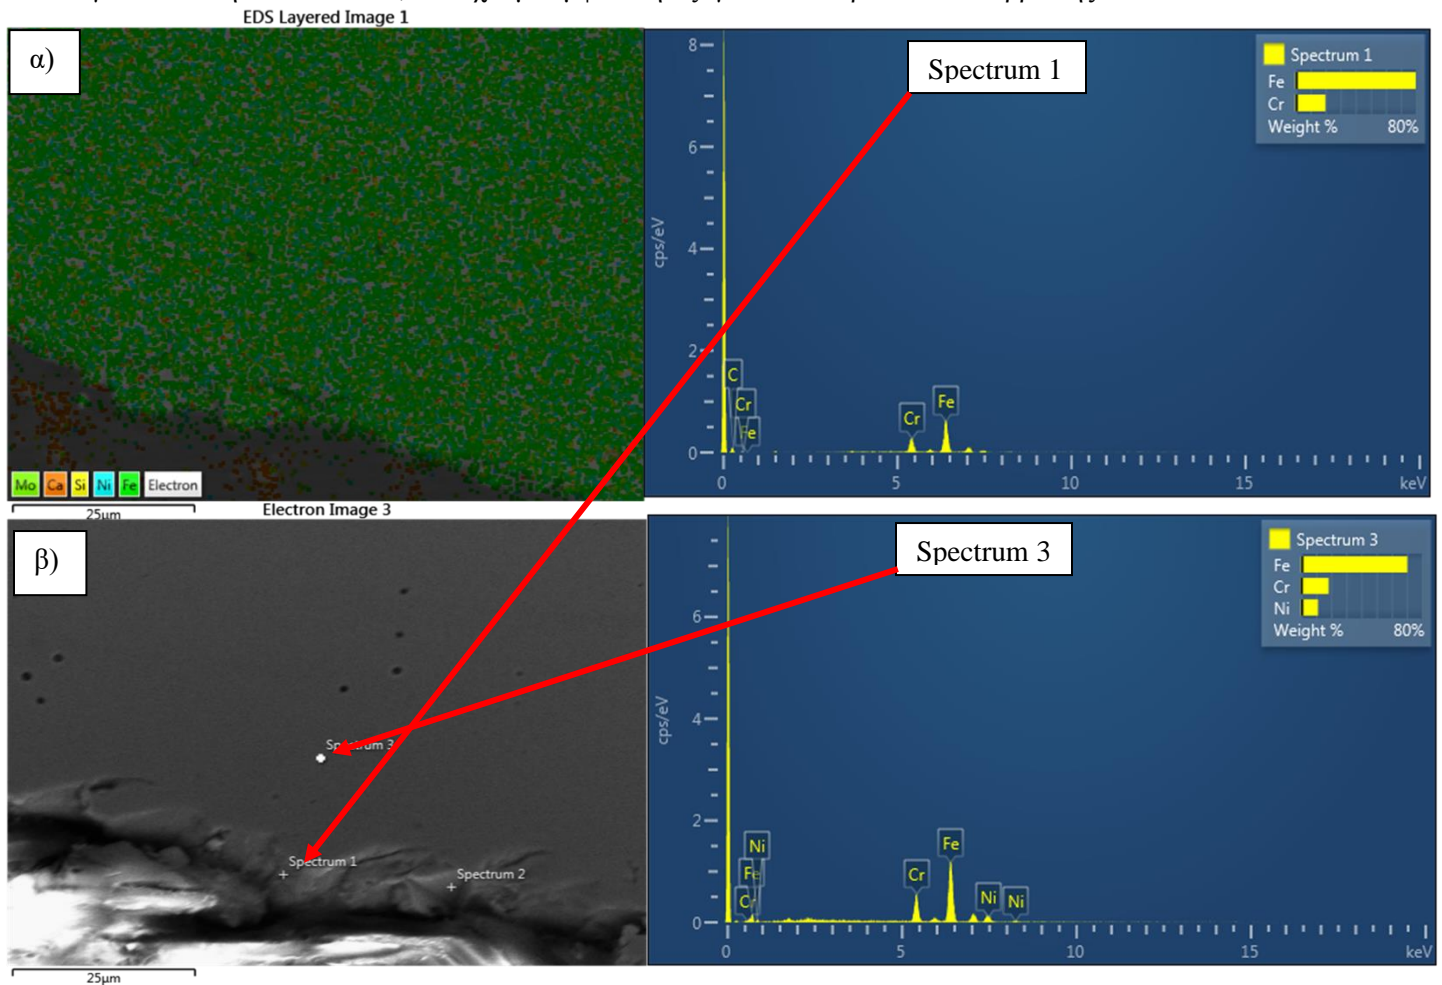 EDS Layered Image 1
α)
Mo Ca Si Ni Fe Electron
25μm
Spectrum 1
Spectrum 1
Fe
Cr
Weight % 80%
cps/eV
8
6
4
2
0
C
Cr
Fe
Cr
Fe
0 5 10 15 keV
Electron Image 3
β)
Spectrum 3
Spectrum 1
Spectrum 2
25μm
Spectrum 3
Spectrum 3
Fe
Cr
Ni
Weight % 80%
cps/eV
6
4
2
0
Ni
Fe
Cr
Cr
Fe
Ni
Ni
0 5 10 15 keV